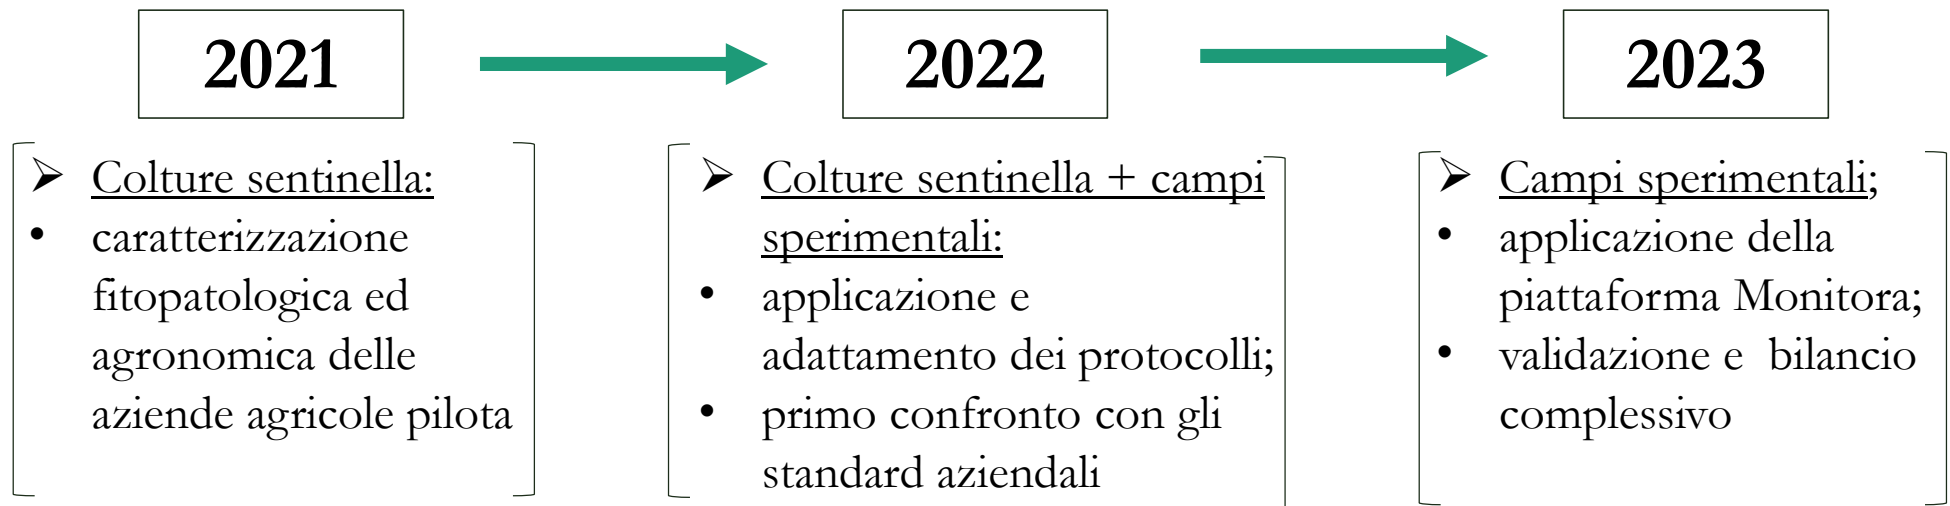 2021
➢ Colture sentinella:
• caratterizzazione
fitopatologica ed
agronomica delle
aziende agricole pilota
2022
➢ Colture sentinella + campi
sperimentali:
• applicazione e
adattamento dei protocolli;
• primo confronto con gli
standard aziendali
2023
➢ Campi sperimentali;
• applicazione della
piattaforma Monitora;
• validazione e  bilancio
complessivo